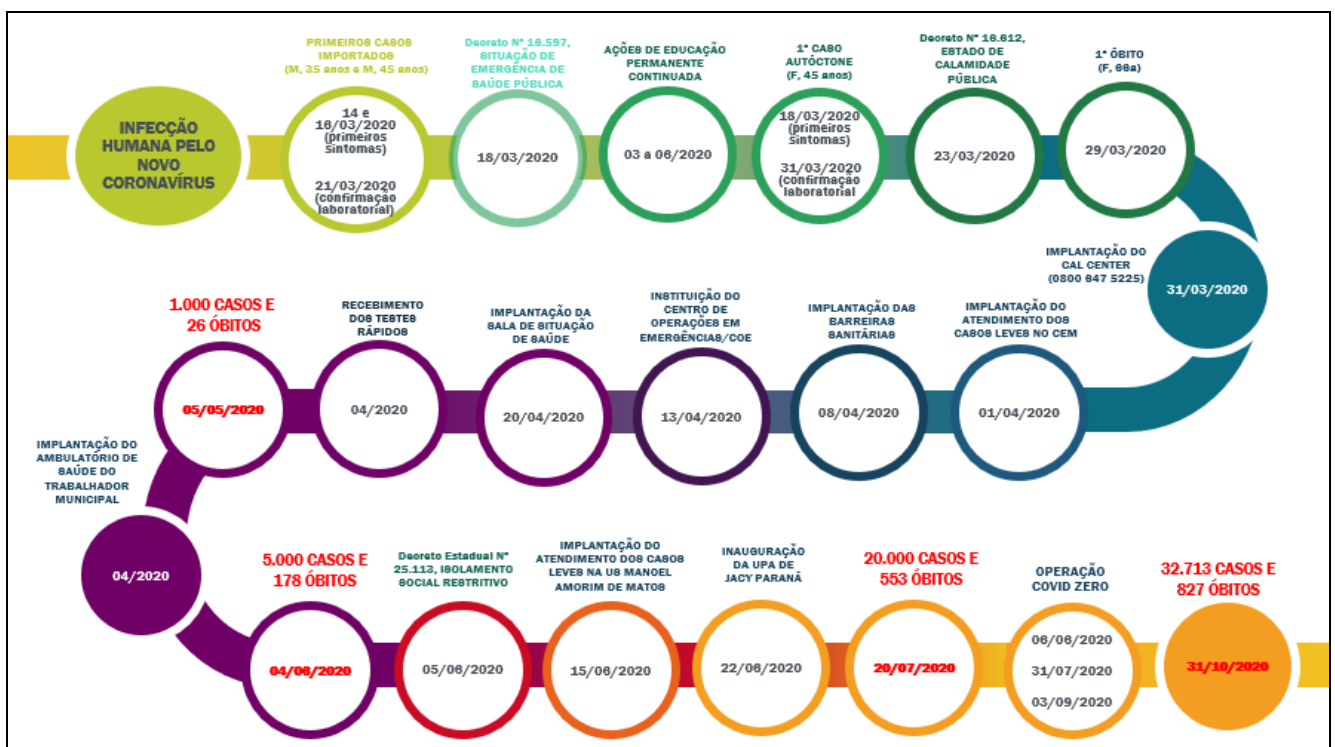 INFECÇÃO
HUMANA PELO
NOVO
CORONAVÍRUS
PRIMEIROS CASOS
IMPORTADOS
(M, 35 anos e M, 45 anos)
14 e
16/03/2020
(primeiros
sintomas)
21/03/2020
(confirmação
laboratorial)
Decreto Nº 16.597,
SITUAÇÃO DE
EMERGÊNCIA DE
SAÚDE PÚBLICA
18/03/2020
AÇÕES DE EDUCAÇÃO
PERMANENTE
CONTINUADA
03 a 06/2020
1º CASO
AUTÓCTONE
(F, 45 anos)
18/03/2020
(primeiros
sintomas)
31/03/2020
(confirmação
laboratorial
Decreto Nº 16.612,
ESTADO DE
CALAMIDADE
PÚBLICA
23/03/2020
1º ÓBITO
(F, 66a)
29/03/2020
IMPLANTAÇÃO DO
CAL CENTER
(0800 647 5225)
31/03/2020
IMPLANTAÇÃO DO
ATENDIMENTO DOS
CASOS LEVES NO CEM
01/04/2020
IMPLANTAÇÃO DAS
BARREIRAS
SANITÁRIAS
08/04/2020
INSTITUIÇÃO DO
CENTRO DE
OPERAÇÕES EM
EMERGÊNCIAS/COE
13/04/2020
IMPLANTAÇÃO DA
SALA DE SITUAÇÃO
DE SAÚDE
20/04/2020
RECEBIMENTO
DOS TESTES
RÁPIDOS
04/2020
1.000 CASOS E
26 ÓBITOS
05/05/2020
IMPLANTAÇÃO DO
AMBULATÓRIO DE
SAÚDE DO
TRABALHADOR
MUNICIPAL
04/2020
5.000 CASOS E
178 ÓBITOS
04/06/2020
Decreto Estadual Nº
25.113, ISOLAMENTO
SOCIAL RESTRITIVO
05/06/2020
IMPLANTAÇÃO DO
ATENDIMENTO DOS CASOS
LEVES NA US MANOEL
AMORIM DE MATOS
15/06/2020
INAUGURAÇÃO
DA UPA DE
JACY PARANÃ
22/06/2020
20.000 CASOS E
553 ÓBITOS
20/07/2020
OPERAÇÃO
COVID ZERO
06/06/2020
31/07/2020
03/09/2020
32.713 CASOS E
827 ÓBITOS
31/10/2020